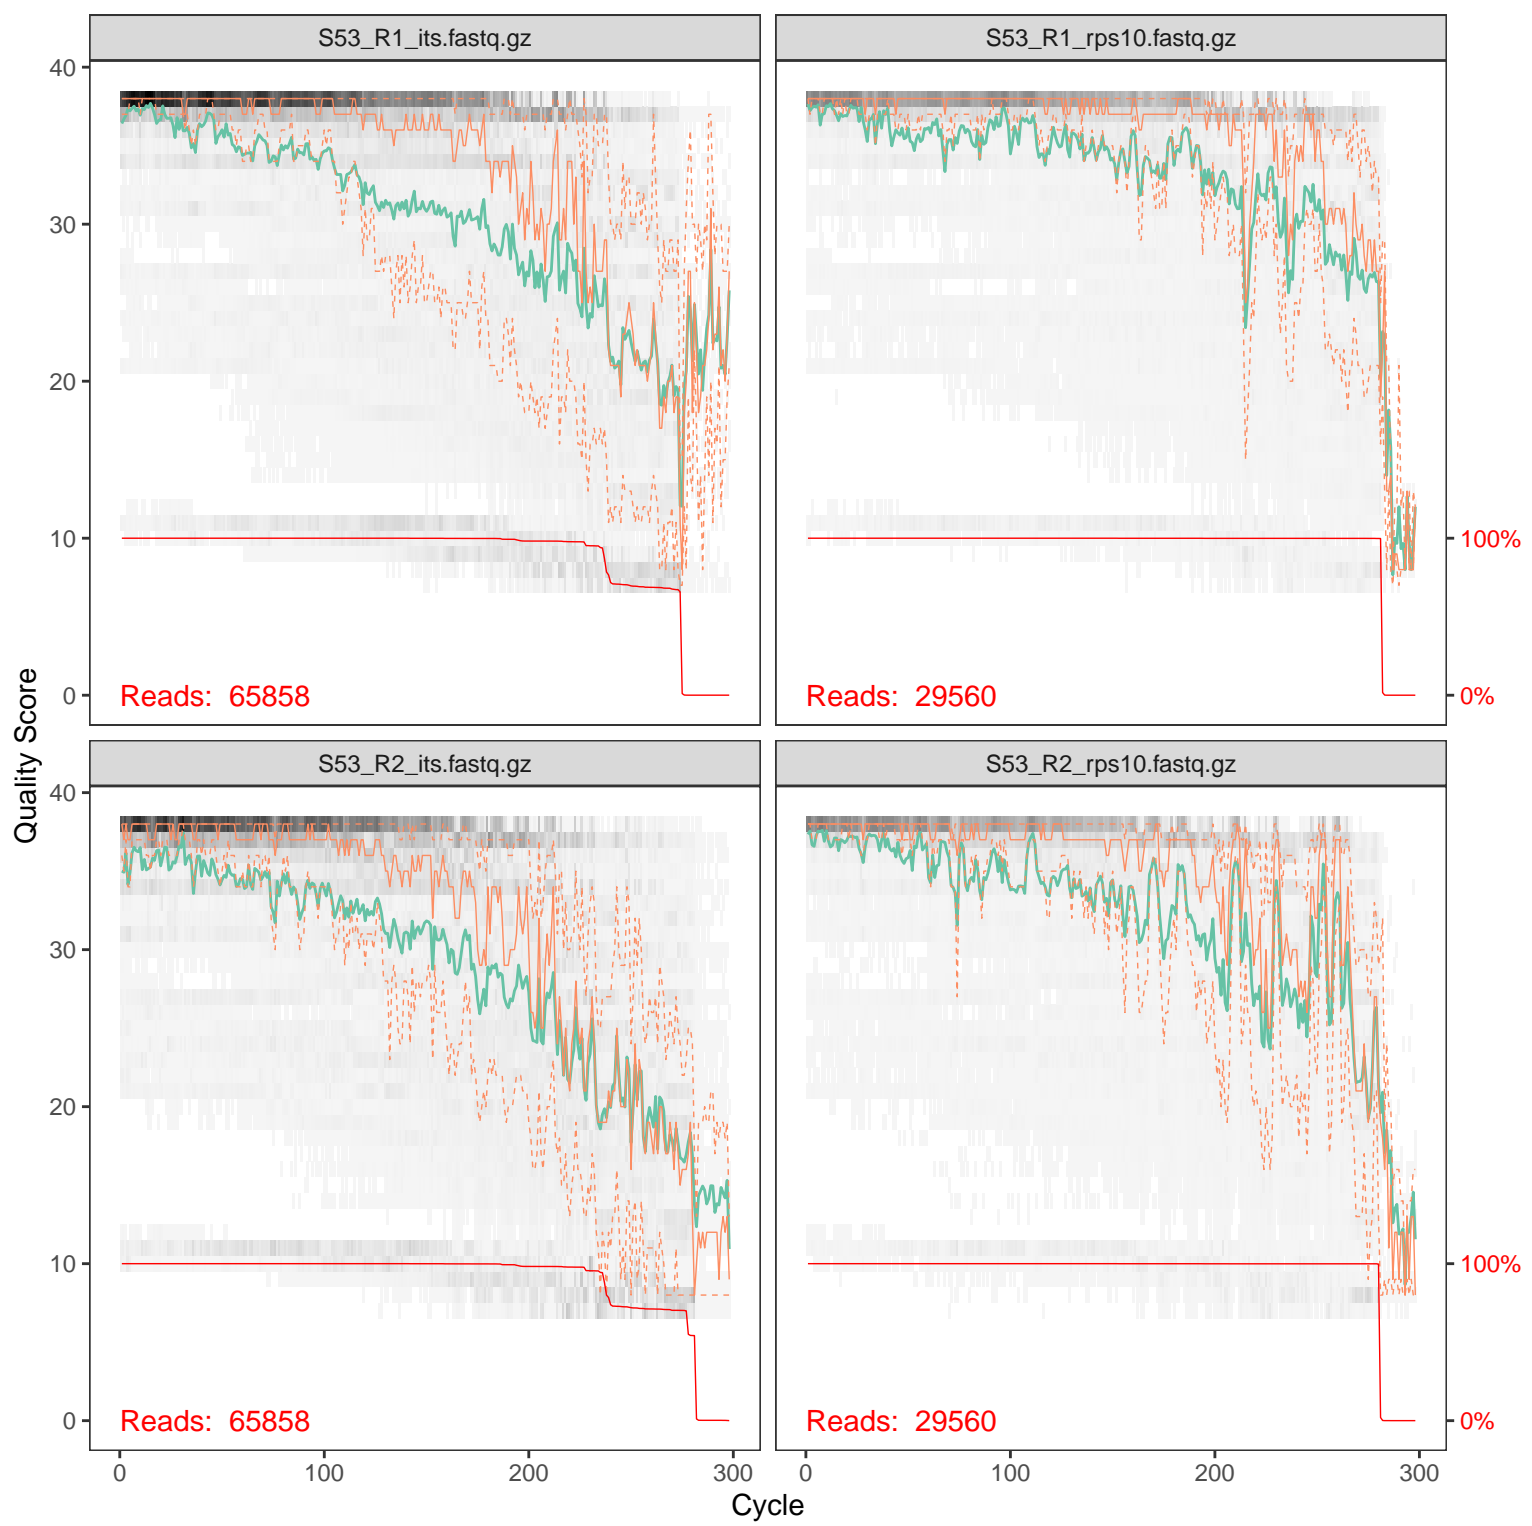 S53_R1_its.fastq.gz
S53_R1_rps10.fastq.gz
40
30
20
10
0
Reads: 65858
Reads: 29560
100%
0%
S53_R2_its.fastq.gz
S53_R2_rps10.fastq.gz
40
30
20
10
0
Reads: 65858
Reads: 29560
100%
0%
0 100 200 300
0 100 200 300
Cycle
Quality Score